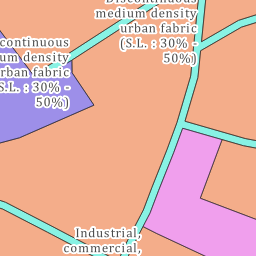 Discontinuous
medium density
urban fabric
(S.L. : 30% -
50%)
continuous
um density
rban fabric
S.L. : 30% -
50%)
Industrial,
commercial,